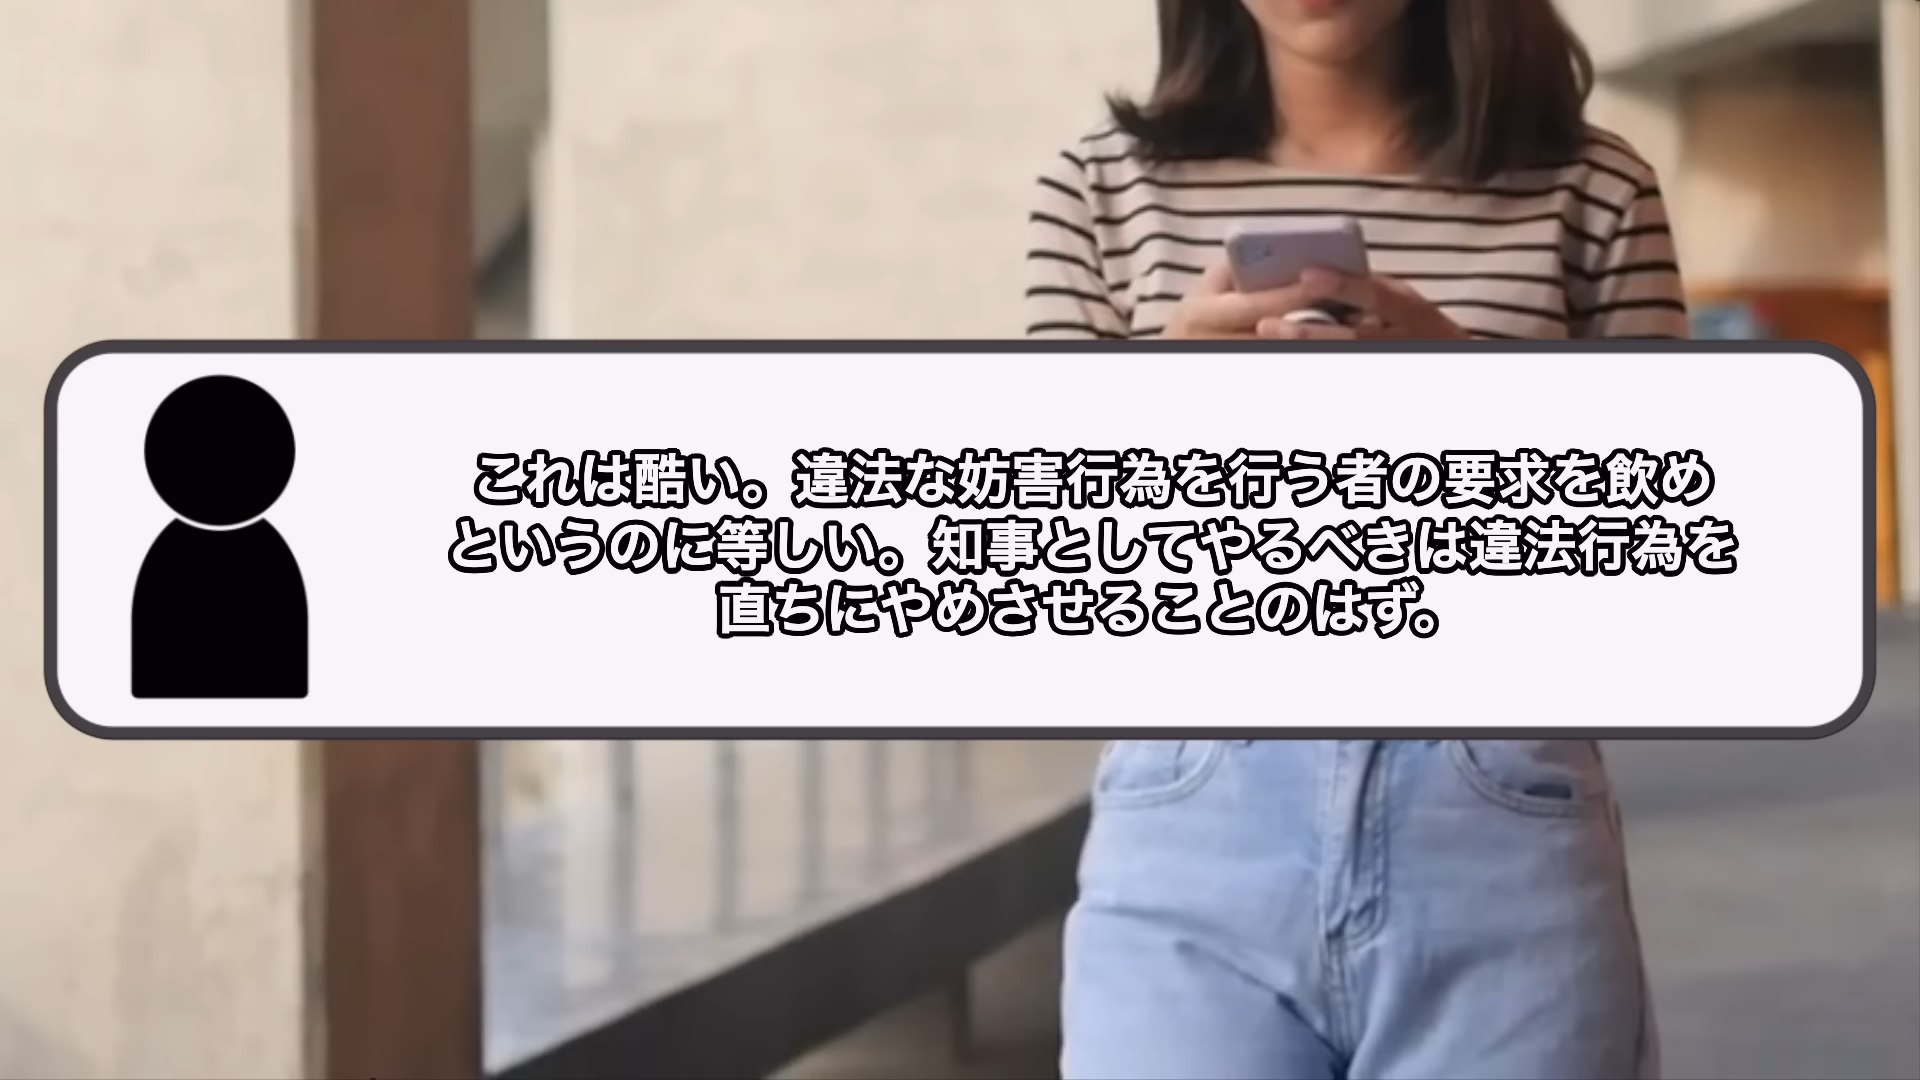 これは酷い。違法な妨害行為を行う者の要求を飲め
というのに等しい。知事としてやるべきは違法行為を
直ちにやめさせることのはず。